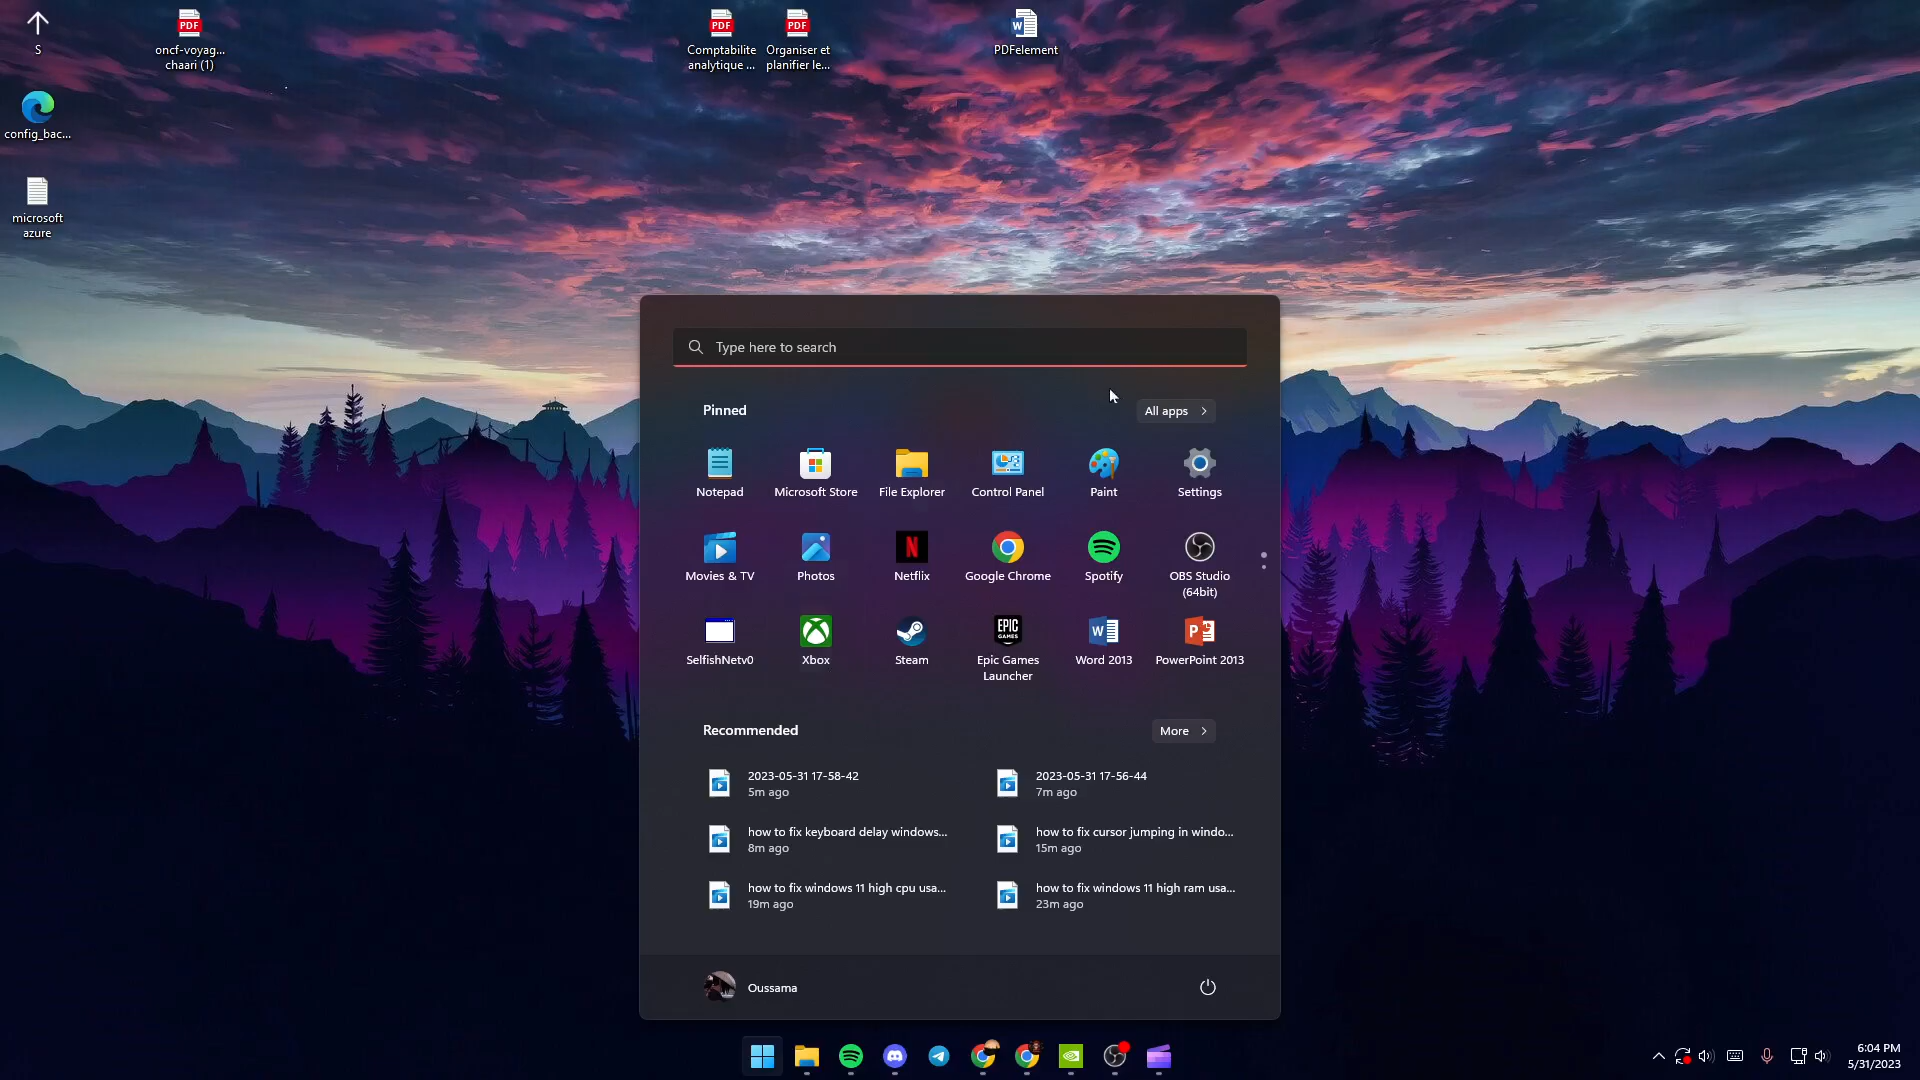 S
oncf-voyag...
chaari (1)
Comptabilite
analytique ...
Organiser et
planifier le...
PDFelement
config_bac...
microsoft
azure
Type here to search
Pinned
All apps
Notepad
Microsoft Store
File Explorer
Control Panel
Paint
Settings
Movies & TV
Photos
Netflix
Google Chrome
Spotify
OBS Studio
(64bit)
SelfishNetv0
Xbox
Steam
Epic Games
Launcher
Word 2013
PowerPoint 2013
Recommended
More
2023-05-31 17-58-42
5m ago
2023-05-31 17-56-44
7m ago
how to fix keyboard delay windows...
8m ago
how to fix cursor jumping in windo...
15m ago
how to fix windows 11 high cpu usa...
19m ago
how to fix windows 11 high ram usa...
23m ago
Oussama
6:04 PM
5/31/2023